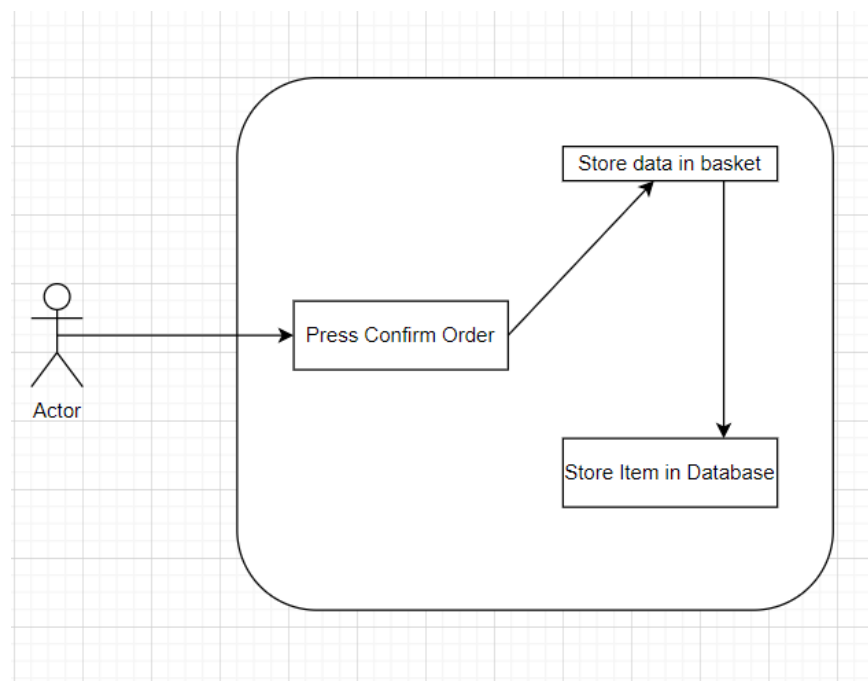 Store data in basket
Press Confirm Order
Actor
Store Item in Database